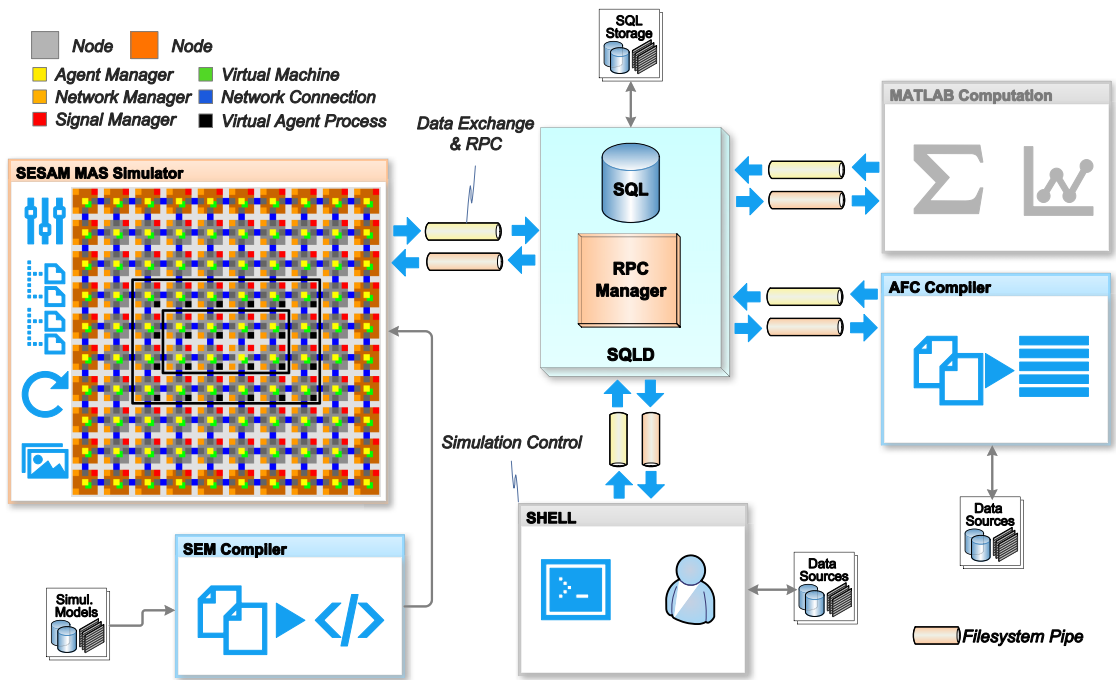 Node
Node
Agent Manager
Virtual Machine
Network Manager
Network Connection
Signal Manager
Virtual Agent Process
SQL
Storage
Data Exchange
& RPC
MATLAB Computation
SESAM MAS Simulator
SQL
RPC
Manager
SQLD
AFC Compiler
Simulation Control
SHELL
SEM Compiler
Simul.
Models
Data
Sources
Data
Sources
Filesystem Pipe